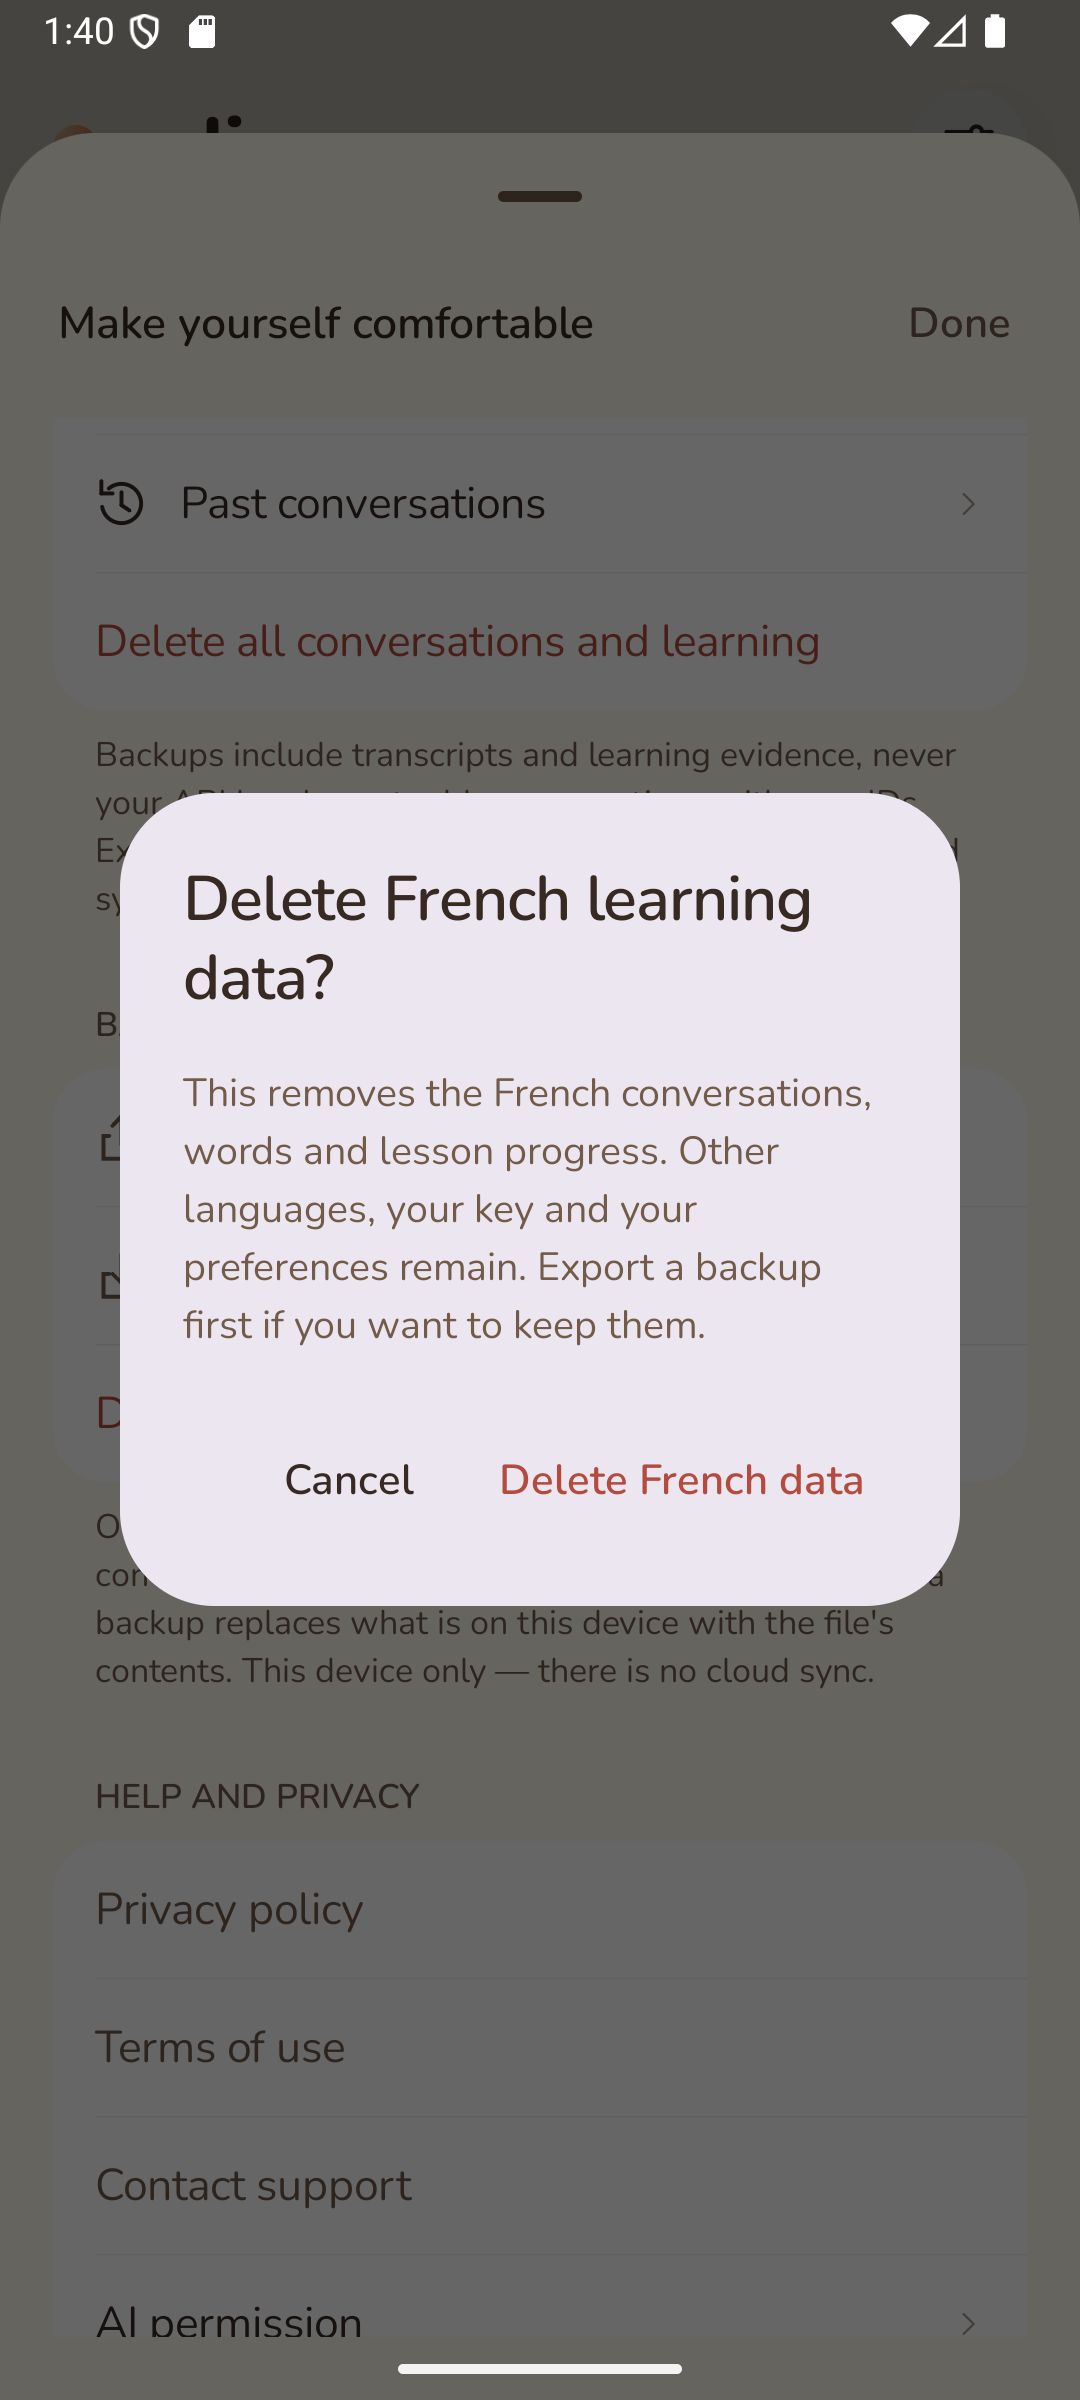 1:40
Make yourself comfortable
Done
Past conversations
Delete all conversations and learning
Backups include transcripts and learning evidence, never
your
Delete French learning
data?
This removes the French conversations,
words and lesson progress. Other
languages, your key and your
preferences remain. Export a backup
first if you want to keep them.
Cancel
Delete French data
backup replaces what is on this device with the file's
contents. This device only — there is no cloud sync.
HELP AND PRIVACY
Privacy policy
Terms of use
Contact support
AI permission